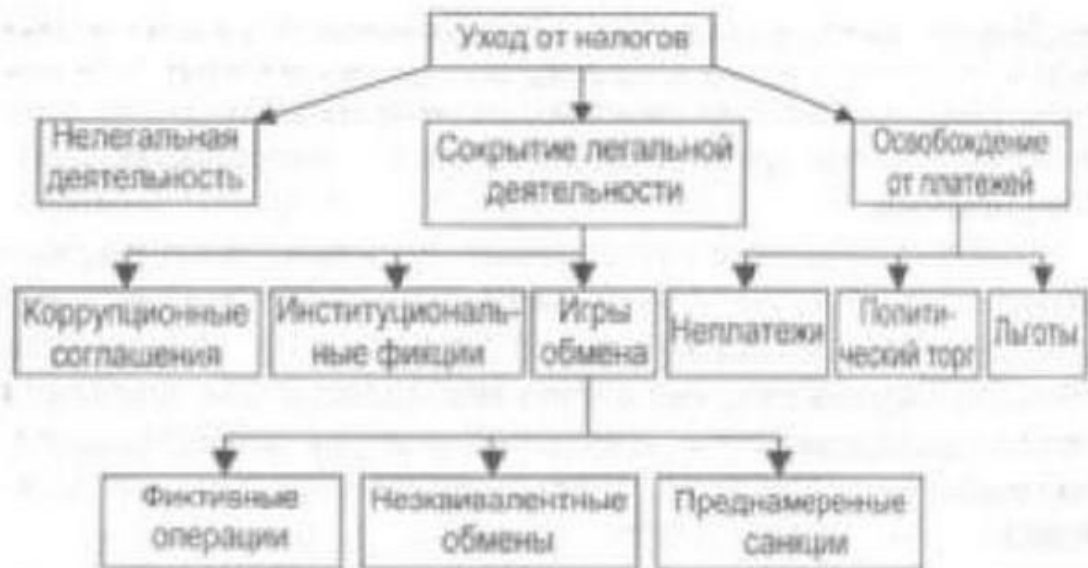 Уход от налогов
Нелегальная
деятельность
Сокрытие легальной
деятельности
Освобождение
от платежей
Коррупционные
соглашения
Институциональ-
ные фикции
Игры
обмена
Неплатежи
Полити-
ческий торг
Льготы
Фиктивные
операции
Неэквивалентные
обмены
Преднамеренные
санкции